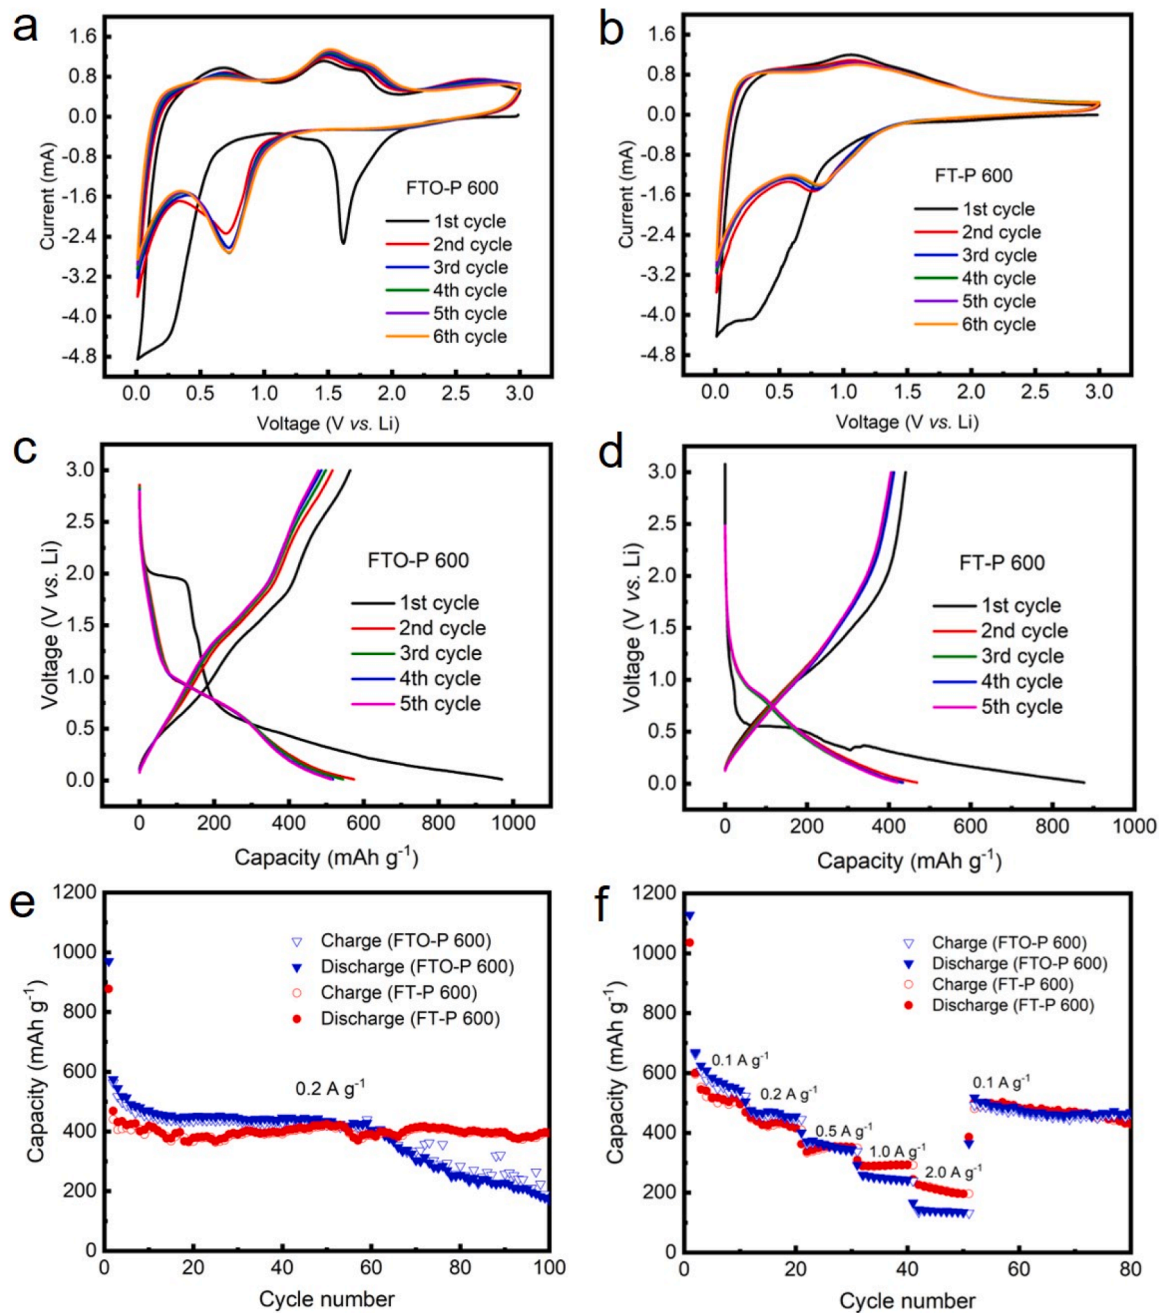 a
1.6
0.8
0.0
-0.8
-1.6
-2.4
-3.2
-4.0
-4.8
Current (mA)
FTO-P 600
1st cycle
2nd cycle
3rd cycle
4th cycle
5th cycle
6th cycle
0.0 0.5 1.0 1.5 2.0 2.5 3.0
Voltage (V vs. Li)
b
1.6
0.8
0.0
-0.8
-1.6
-2.4
-3.2
-4.0
-4.8
Current (mA)
FT-P 600
1st cycle
2nd cycle
3rd cycle
4th cycle
5th cycle
6th cycle
0.0 0.5 1.0 1.5 2.0 2.5 3.0
Voltage (V vs. Li)
c
3.0
2.5
2.0
1.5
1.0
0.5
0.0
Voltage (V vs. Li)
FTO-P 600
1st cycle
2nd cycle
3rd cycle
4th cycle
5th cycle
0 200 400 600 800 1000
Capacity (mAh g⁻¹)
d
3.0
2.5
2.0
1.5
1.0
0.5
0.0
Voltage (V vs. Li)
FT-P 600
1st cycle
2nd cycle
3rd cycle
4th cycle
5th cycle
0 200 400 600 800 1000
Capacity (mAh g⁻¹)
e
1200
1000
800
600
400
200
0
Capacity (mAh g⁻¹)
Charge (FTO-P 600)
Discharge (FTO-P 600)
Charge (FT-P 600)
Discharge (FT-P 600)
0.2 A g⁻¹
0 20 40 60 80 100
Cycle number
f
1200
1000
800
600
400
200
0
Capacity (mAh g⁻¹)
Charge (FTO-P 600)
Discharge (FTO-P 600)
Charge (FT-P 600)
Discharge (FT-P 600)
0.1 A g⁻¹
0.2 A g⁻¹
0.5 A g⁻¹
1.0 A g⁻¹
2.0 A g⁻¹
0.1 A g⁻¹
0 20 40 60 80
Cycle number